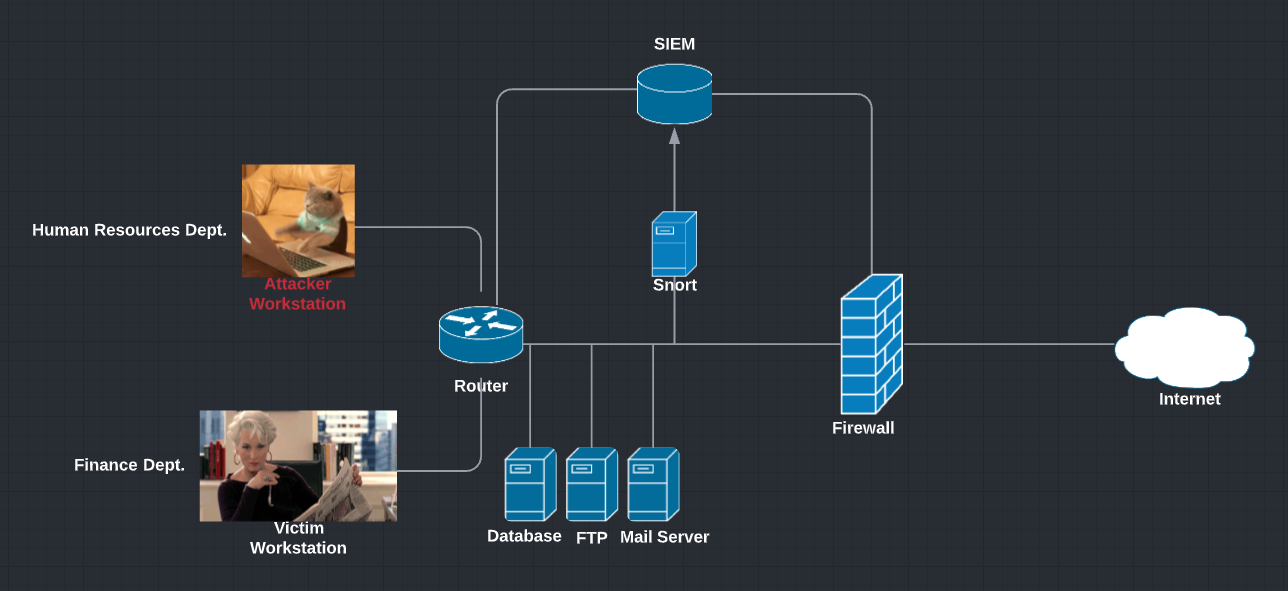 SIEM
Human Resources Dept.
Attacker
Workstation
Snort
Router
Internet
Firewall
Finance Dept.
Victim
Workstation
Database
FTP
Mail Server